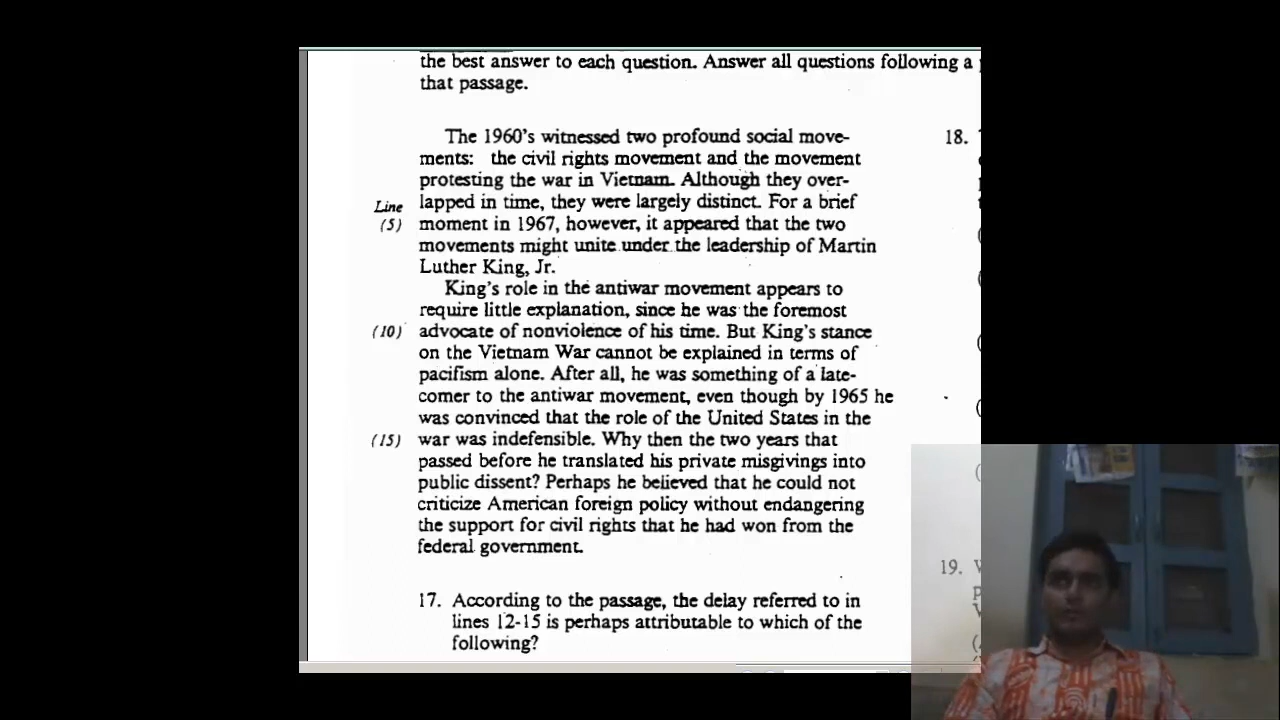 the best answer to each question. Answer all questions following a
that passage.
The 1960's witnessed two profound social move-
ments: the civil rights movement and the movement
protesting the war in Vietnam. Although they over-
lapped in time, they were largely distinct. For a brief
Line
(5) moment in 1967, however, it appeared that the two
movements might unite under the leadership of Martin
Luther King, Jr.
King's role in the antiwar movement appears to
require little explanation, since he was the foremost
(10) advocate of nonviolence of his time. But King's stance
on the Vietnam War cannot be explained in terms of
pacifism alone. After all, he was something of a late-
comer to the antiwar movement, even though by 1965 he
was convinced that the role of the United States in the
(15) war was indefensible. Why then the two years that
passed before he translated his private misgivings into
public dissent? Perhaps he believed that he could not
criticize American foreign policy without endangering
the support for civil rights that he had won from the
federal government.
17. According to the passage, the delay referred to in
lines 12-15 is perhaps attributable to which of the
following?
18.
19.